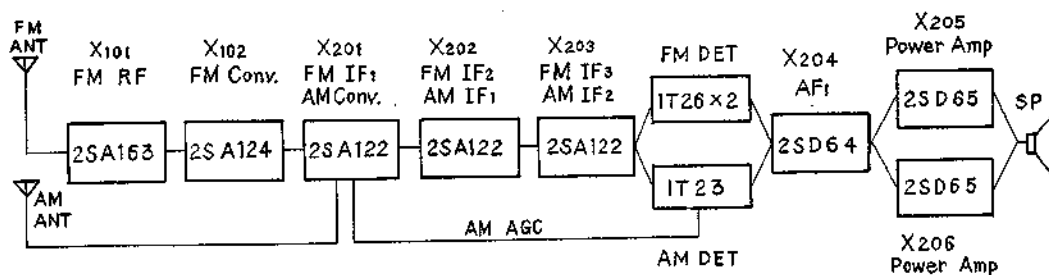 FM
ANT
X101
FM RF
X102
FM Conv.
X201
FM IF1
AM Conv.
X202
FM IF2
AM IF1
X203
FM IF3
AM IF2
FM DET
X204
AF1
X205
Power Amp
2SA163
2SA124
2SA122
2SA122
2SA122
1T26×2
1T23
2SD64
2SD65
2SD65
SP
AM
ANT
AM AGC
AM DET
X206
Power Amp